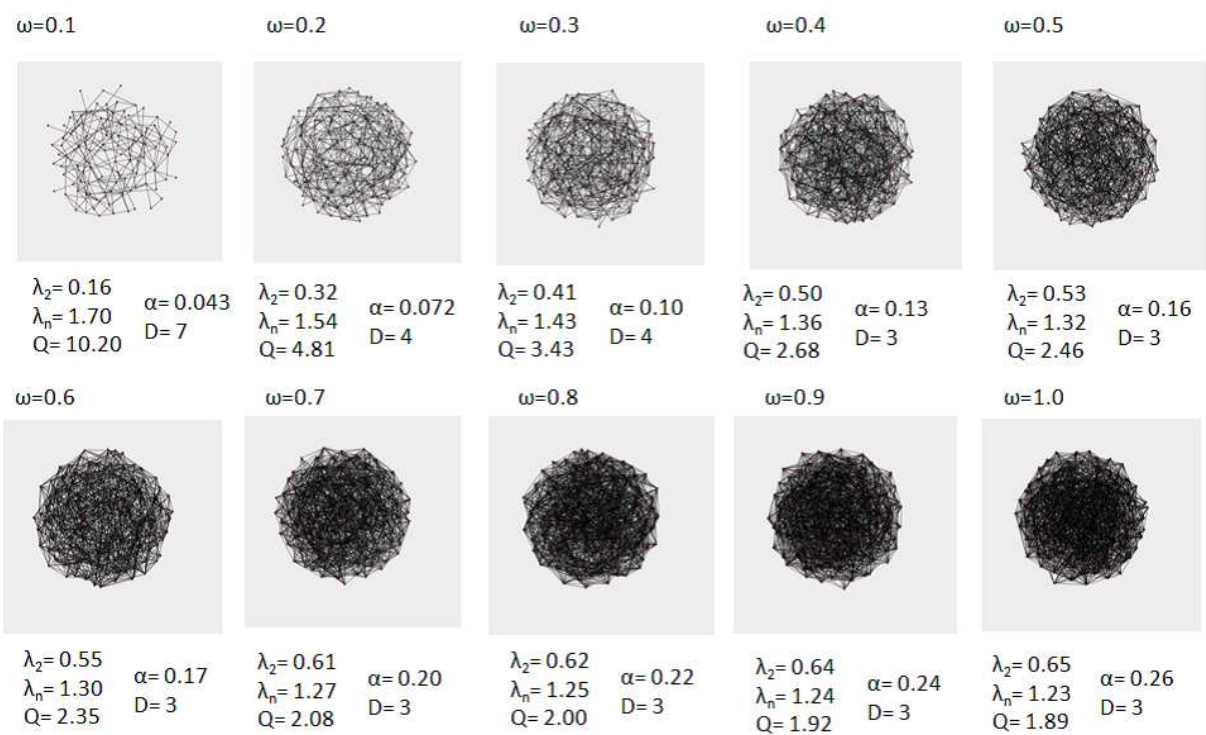 ω=0.1 ω=0.2 ω=0.3 ω=0.4 ω=0.5
λ₂= 0.16
λₙ= 1.70
Q= 10.20
α= 0.043
D= 7
λ₂= 0.32
λₙ= 1.54
Q= 4.81
α= 0.072
D= 4
λ₂= 0.41
λₙ= 1.43
Q= 3.43
α= 0.10
D= 4
λ₂= 0.50
λₙ= 1.36
Q= 2.68
α= 0.13
D= 3
λ₂= 0.53
λₙ= 1.32
Q= 2.46
α= 0.16
D= 3
ω=0.6 ω=0.7 ω=0.8 ω=0.9 ω=1.0
λ₂= 0.55
λₙ= 1.30
Q= 2.35
α= 0.17
D= 3
λ₂= 0.61
λₙ= 1.27
Q= 2.08
α= 0.20
D= 3
λ₂= 0.62
λₙ= 1.25
Q= 2.00
α= 0.22
D= 3
λ₂= 0.64
λₙ= 1.24
Q= 1.92
α= 0.24
D= 3
λ₂= 0.65
λₙ= 1.23
Q= 1.89
α= 0.26
D= 3